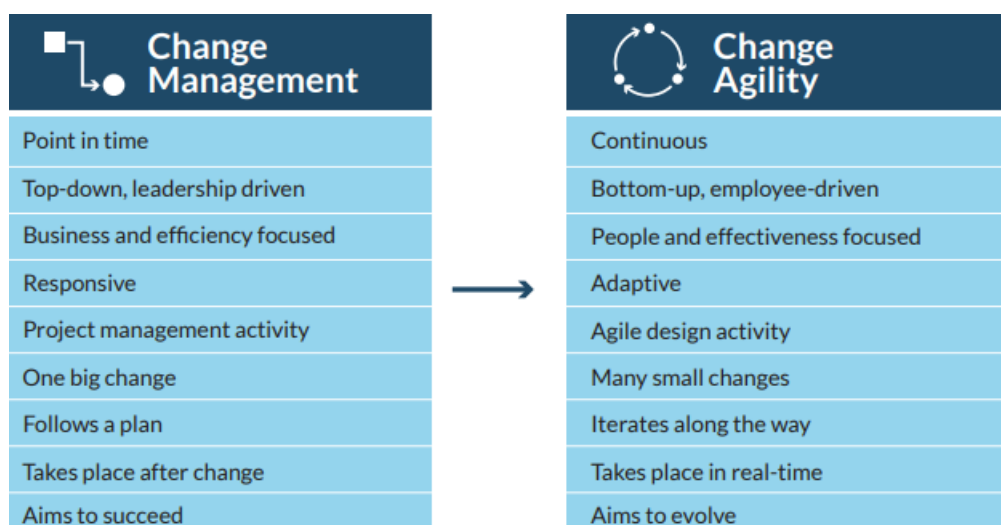 Change
Management
Point in time
Top-down, leadership driven
Business and efficiency focused
Responsive
Project management activity
One big change
Follows a plan
Takes place after change
Aims to succeed
Change
Agility
Continuous
Bottom-up, employee-driven
People and effectiveness focused
Adaptive
Agile design activity
Many small changes
Iterates along the way
Takes place in real-time
Aims to evolve